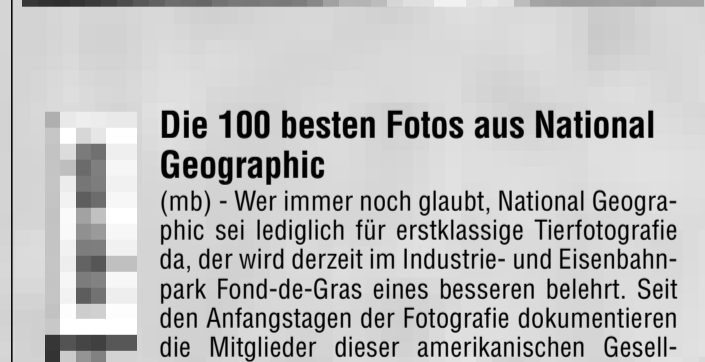 Die 100 besten Fotos aus National
Geographic
(mb) - Wer immer noch glaubt, National Geogra-
phic sei lediglich für erstklassige Tierfotografie
da, der wird derzeit im Industrie- und Eisenbahn-
park Fond-de-Gras eines besseren belehrt. Seit
den Anfangstagen der Fotografie dokumentieren
die Mitglieder dieser amerikanischen Gesell-